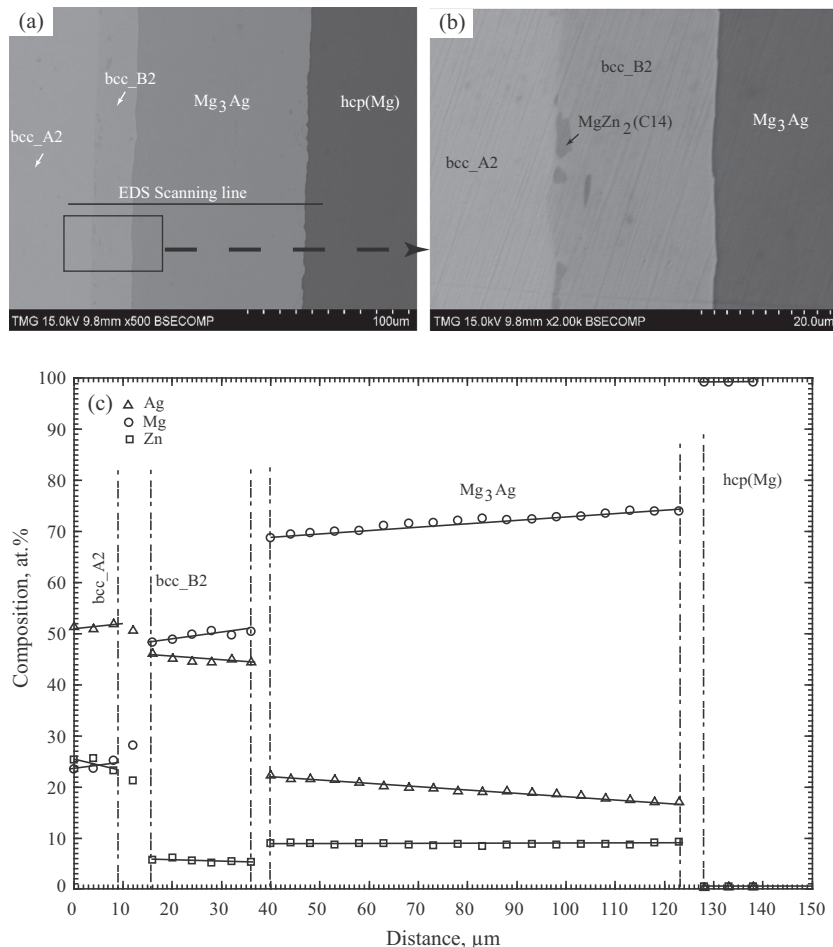 (a)
bcc_B2
bcc_A2
Mg3Ag
hcp(Mg)
EDS Scanning line
TMG 15.0kV 9.8mm x500 BSECOMP
100um
(b)
bcc_B2
MgZn2(C14)
bcc_A2
Mg3Ag
TMG 15.0kV 9.8mm x2.00k BSECOMP
20.0um
(c)
Ag
Mg
Zn
bcc_A2
bcc_B2
Mg3Ag
hcp(Mg)
Composition, at.%
100
90
80
70
60
50
40
30
20
10
0
0 10 20 30 40 50 60 70 80 90 100 110 120 130 140 150
Distance, µm